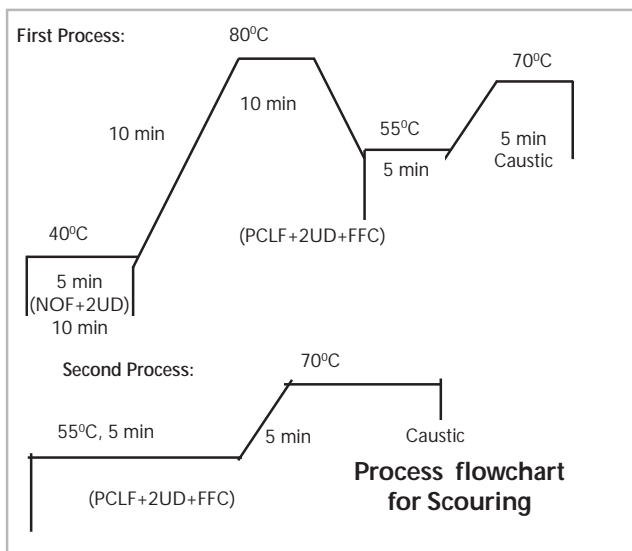 First Process:
80⁰C
70⁰C
10 min
10 min
55⁰C
5 min
5 min
Caustic
(PCLF+2UD+FFC)
40⁰C
5 min
(NOF+2UD)
10 min
Second Process:
70⁰C
55⁰C, 5 min
5 min
Caustic
(PCLF+2UD+FFC)
Process flowchart
for Scouring